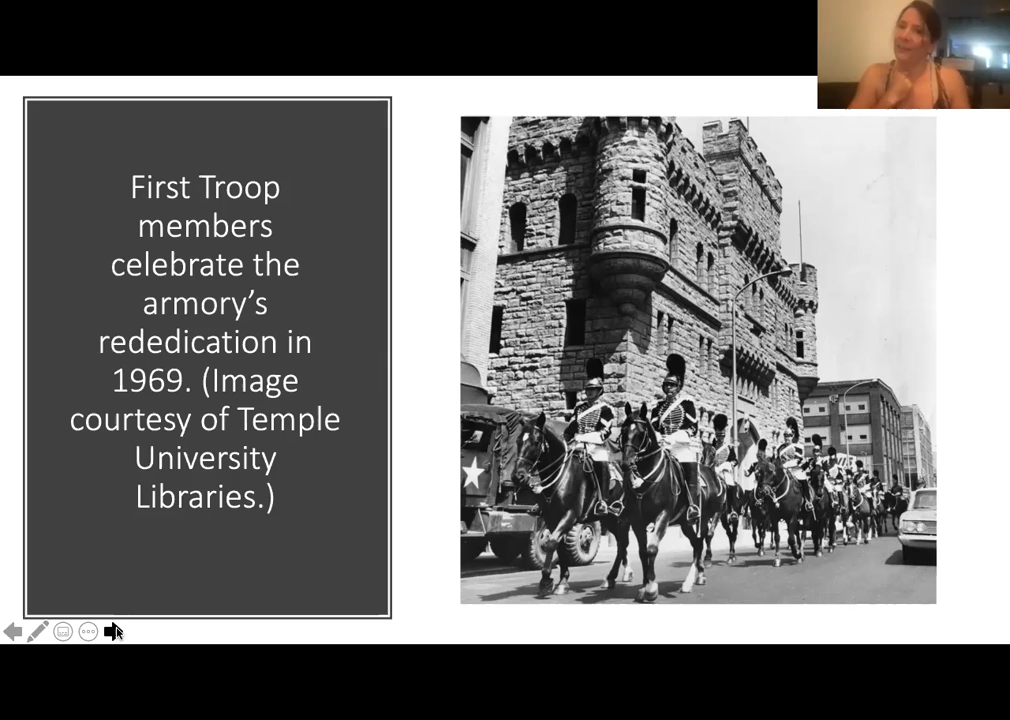 First Troop
members
celebrate the
armory's
rededication in
1969. (Image
courtesy of Temple
University
Libraries.)